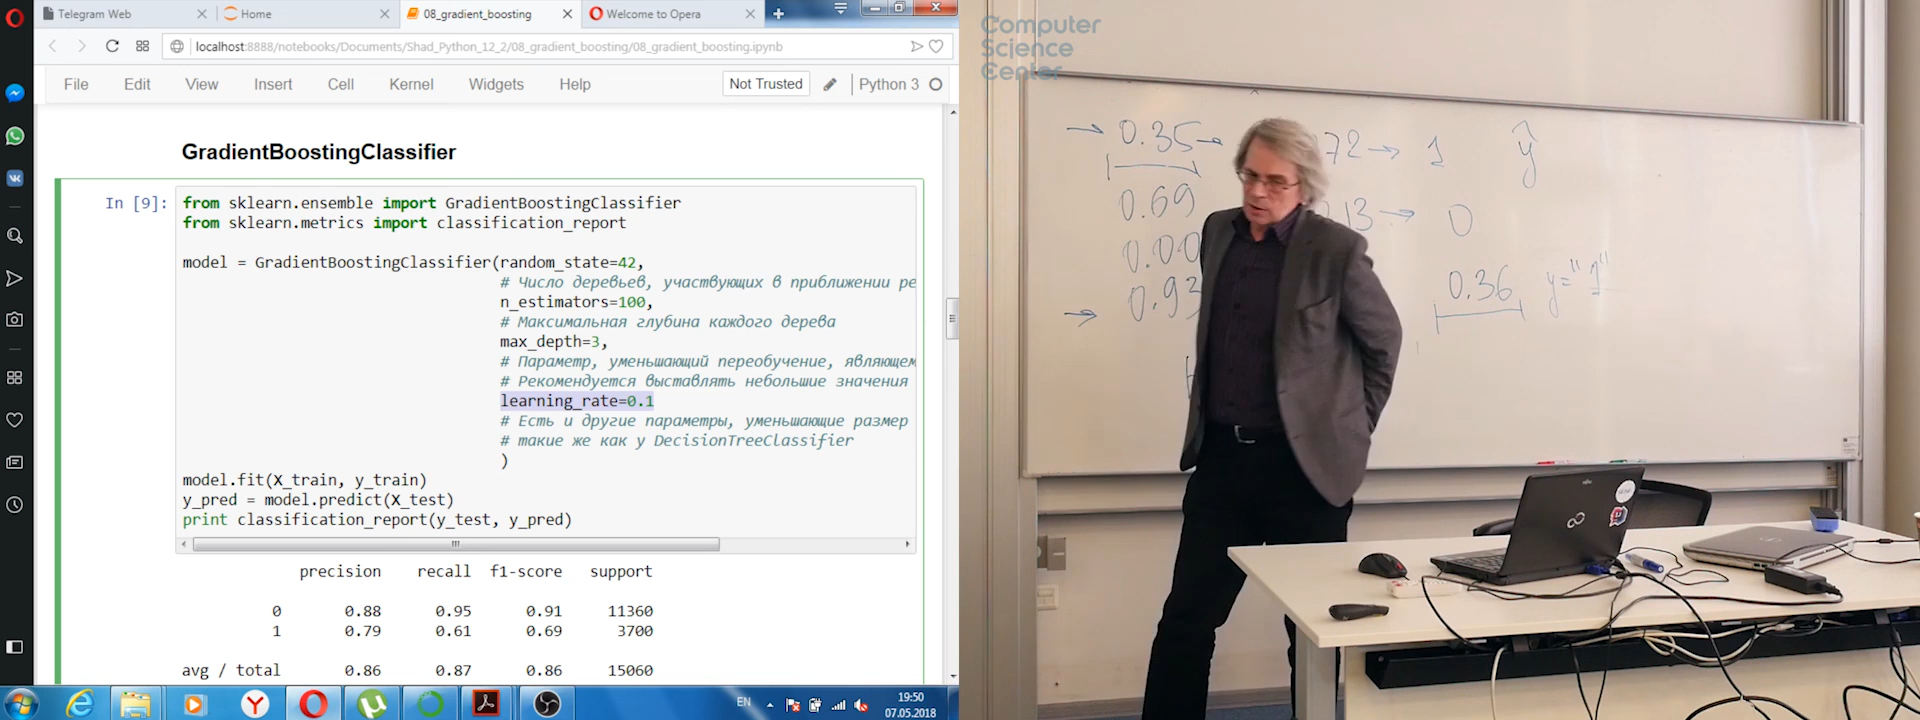 Telegram Web
Home
08_gradient_boosting
Welcome to Opera
localhost:8888/notebooks/Documents/Shad_Python_12_2/08_gradient_boosting/08_gradient_boosting.ipynb
File Edit View Insert Cell Kernel Widgets Help Not Trusted Python 3
GradientBoostingClassifier
In [9]:
from sklearn.ensemble import GradientBoostingClassifier
from sklearn.metrics import classification_report
model = GradientBoostingClassifier(random_state=42,
# Число деревьев, участвующих в приближении ре
n_estimators=100,
# Максимальная глубина каждого дерева
max_depth=3,
# Параметр, уменьшающий переобучение, являющем
# Рекомендуется выставлять небольшие значения
learning_rate=0.1
# Есть и другие параметры, уменьшающие размер
# такие же как у DecisionTreeClassifier
)
model.fit(X_train, y_train)
y_pred = model.predict(X_test)
print classification_report(y_test, y_pred)
precision recall f1-score support
0 0.88 0.95 0.91 11360
1 0.79 0.61 0.69 3700
avg / total 0.86 0.87 0.86 15060
EN
19:50
07.05.2018
Computer
Science
Center
→ 0.35 → 72 → 1 ŷ
0.69 13 → 0
0.00
→ 0.93
0.36 y="1"